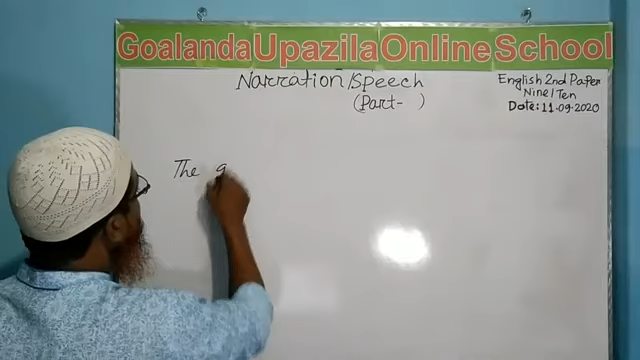 Goalanda Upazila Online School
Narration/Speech
(Part- )
English 2nd Paper
Nine/Ten
Date: 11.09.2020
The g